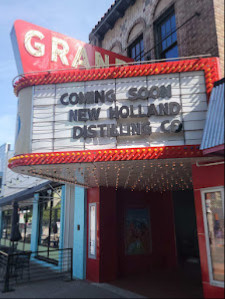 GRAND
COMING SOON
NEW HOLLAND
DISTILLING CO